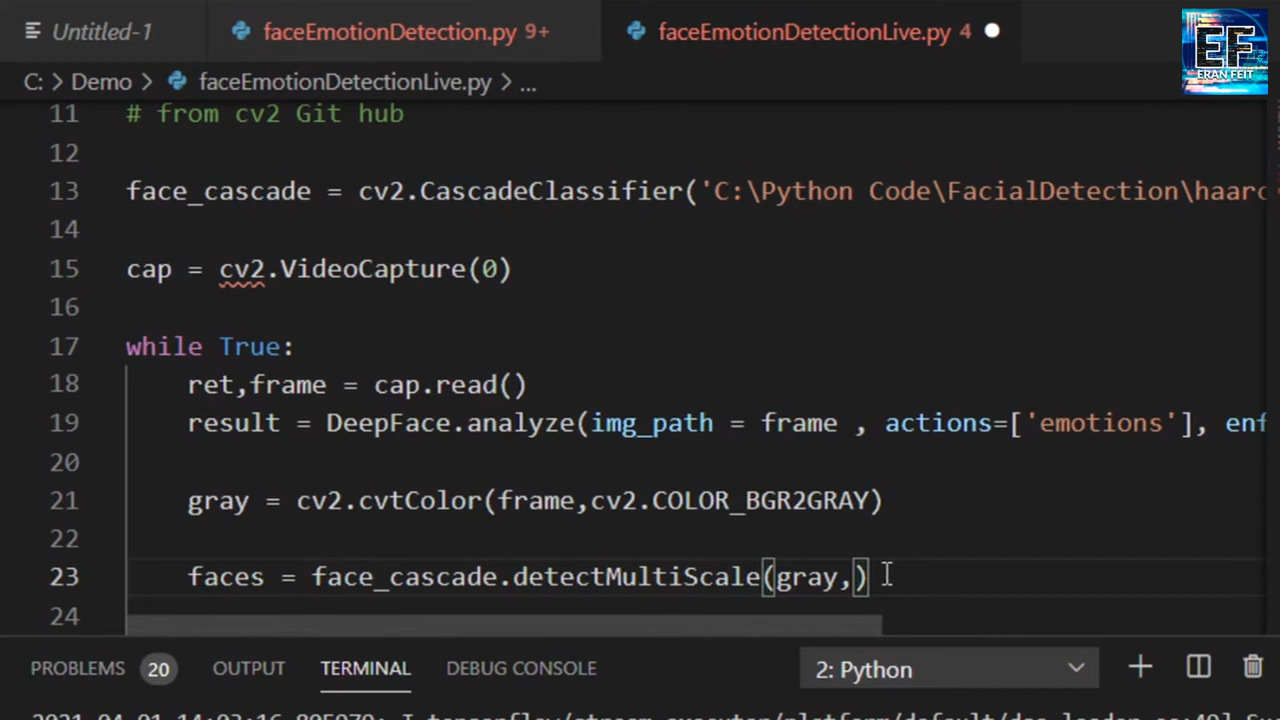 Untitled-1
faceEmotionDetection.py 9+
faceEmotionDetectionLive.py 4
EF
ERAN FEIT
C: > Demo > faceEmotionDetectionLive.py > ...
11 # from cv2 Git hub
12
13 face_cascade = cv2.CascadeClassifier('C:\Python Code\FacialDetection\haarc
14
15 cap = cv2.VideoCapture(0)
16
17 while True:
18 ret,frame = cap.read()
19 result = DeepFace.analyze(img_path = frame , actions=['emotions'], enf
20
21 gray = cv2.cvtColor(frame,cv2.COLOR_BGR2GRAY)
22
23 faces = face_cascade.detectMultiScale(gray,)
24
PROBLEMS 20 OUTPUT TERMINAL DEBUG CONSOLE 2: Python